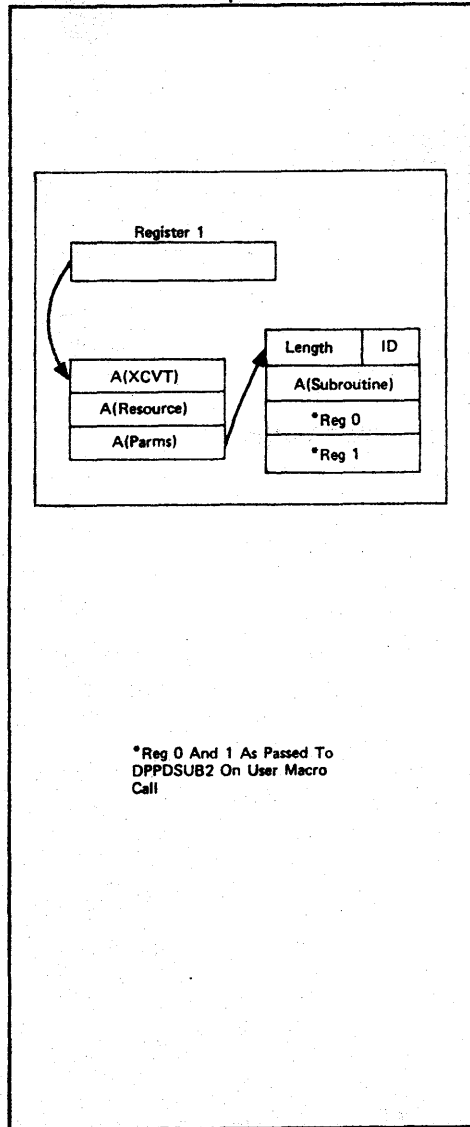 Register 1
A(XCVT)
A(Resource)
A(Parms)
Length ID
A(Subroutine)
*Reg 0
*Reg 1
*Reg 0 And 1 As Passed To
DPPDSUB2 On User Macro
Call